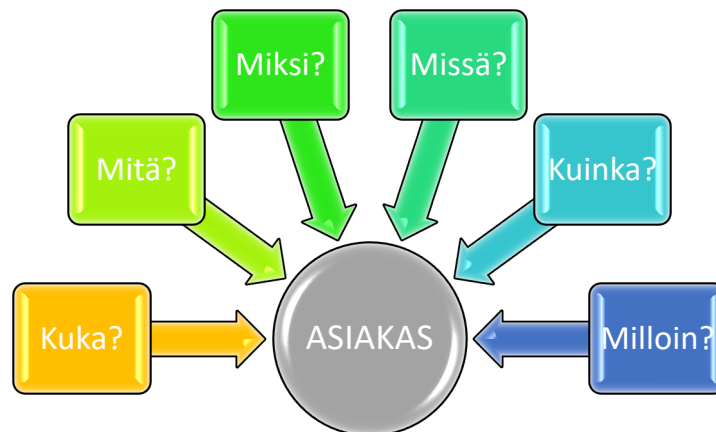 Kuka?
Mitä?
Miksi?
Missä?
Kuinka?
Milloin?
ASIAKAS